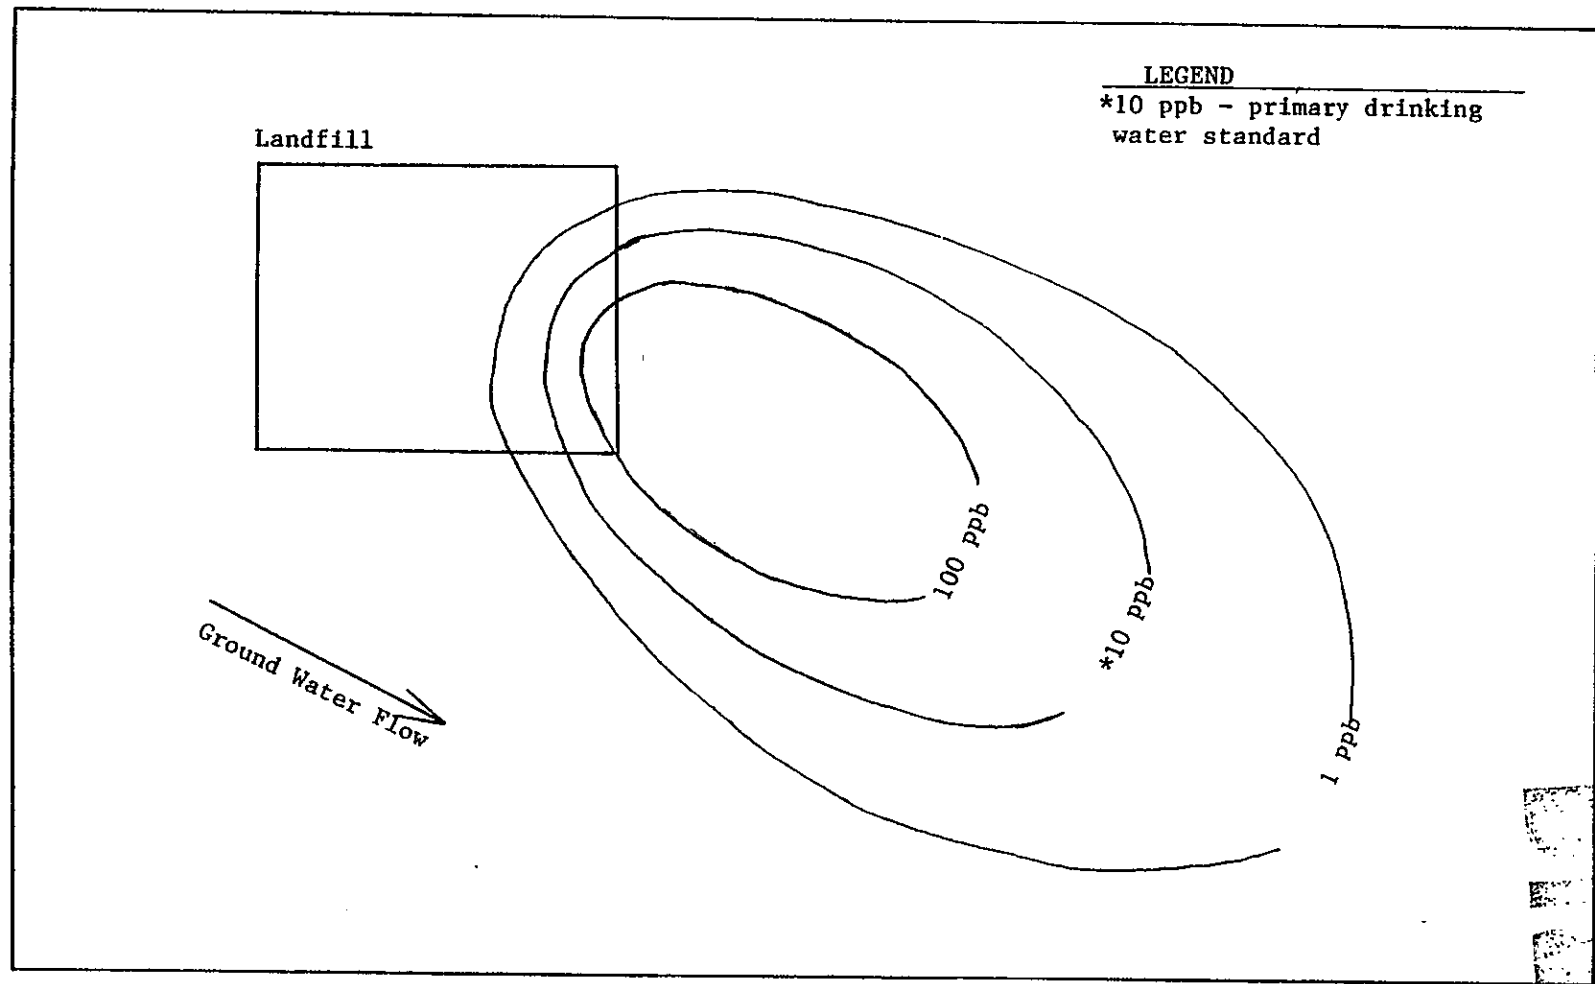 LEGEND
*10 ppb - primary drinking
water standard
Landfill
100 ppb
*10 ppb
1 ppb
Ground Water Flow